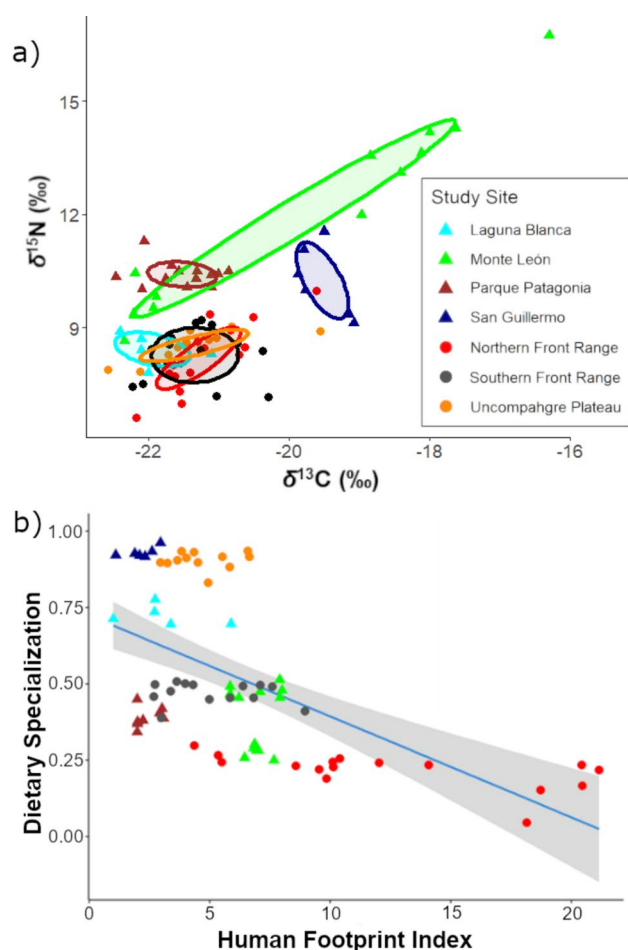 a)
15
12
9
δ15N (‰)
-22
-20
-18
-16
δ13C (‰)
Study Site
Laguna Blanca
Monte León
Parque Patagonia
San Guillermo
Northern Front Range
Southern Front Range
Uncompahgre Plateau
b)
1.00
0.75
0.50
0.25
0.00
Dietary Specialization
0
5
10
15
20
Human Footprint Index